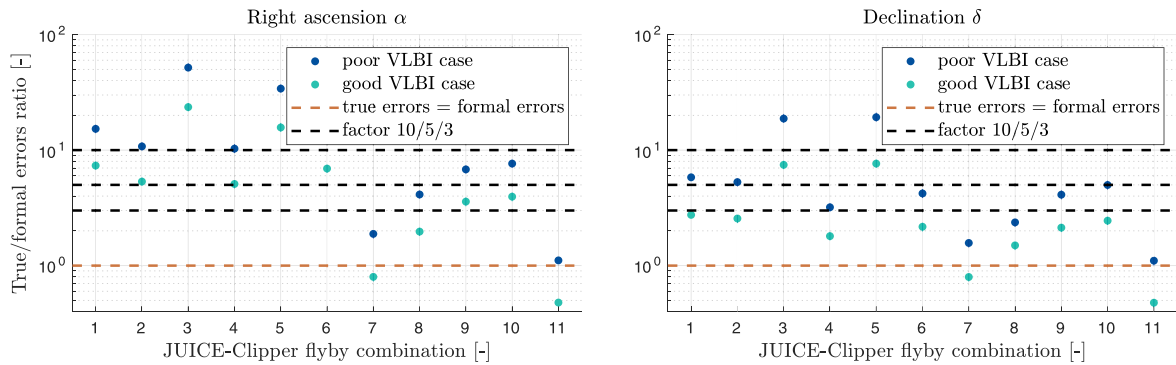 Right ascension α
10²
10¹
10⁰
True/formal errors ratio [-]
poor VLBI case
good VLBI case
true errors = formal errors
factor 10/5/3
1 2 3 4 5 6 7 8 9 10 11
JUICE-Clipper flyby combination [-]
Declination δ
10²
10¹
10⁰
poor VLBI case
good VLBI case
true errors = formal errors
factor 10/5/3
1 2 3 4 5 6 7 8 9 10 11
JUICE-Clipper flyby combination [-]